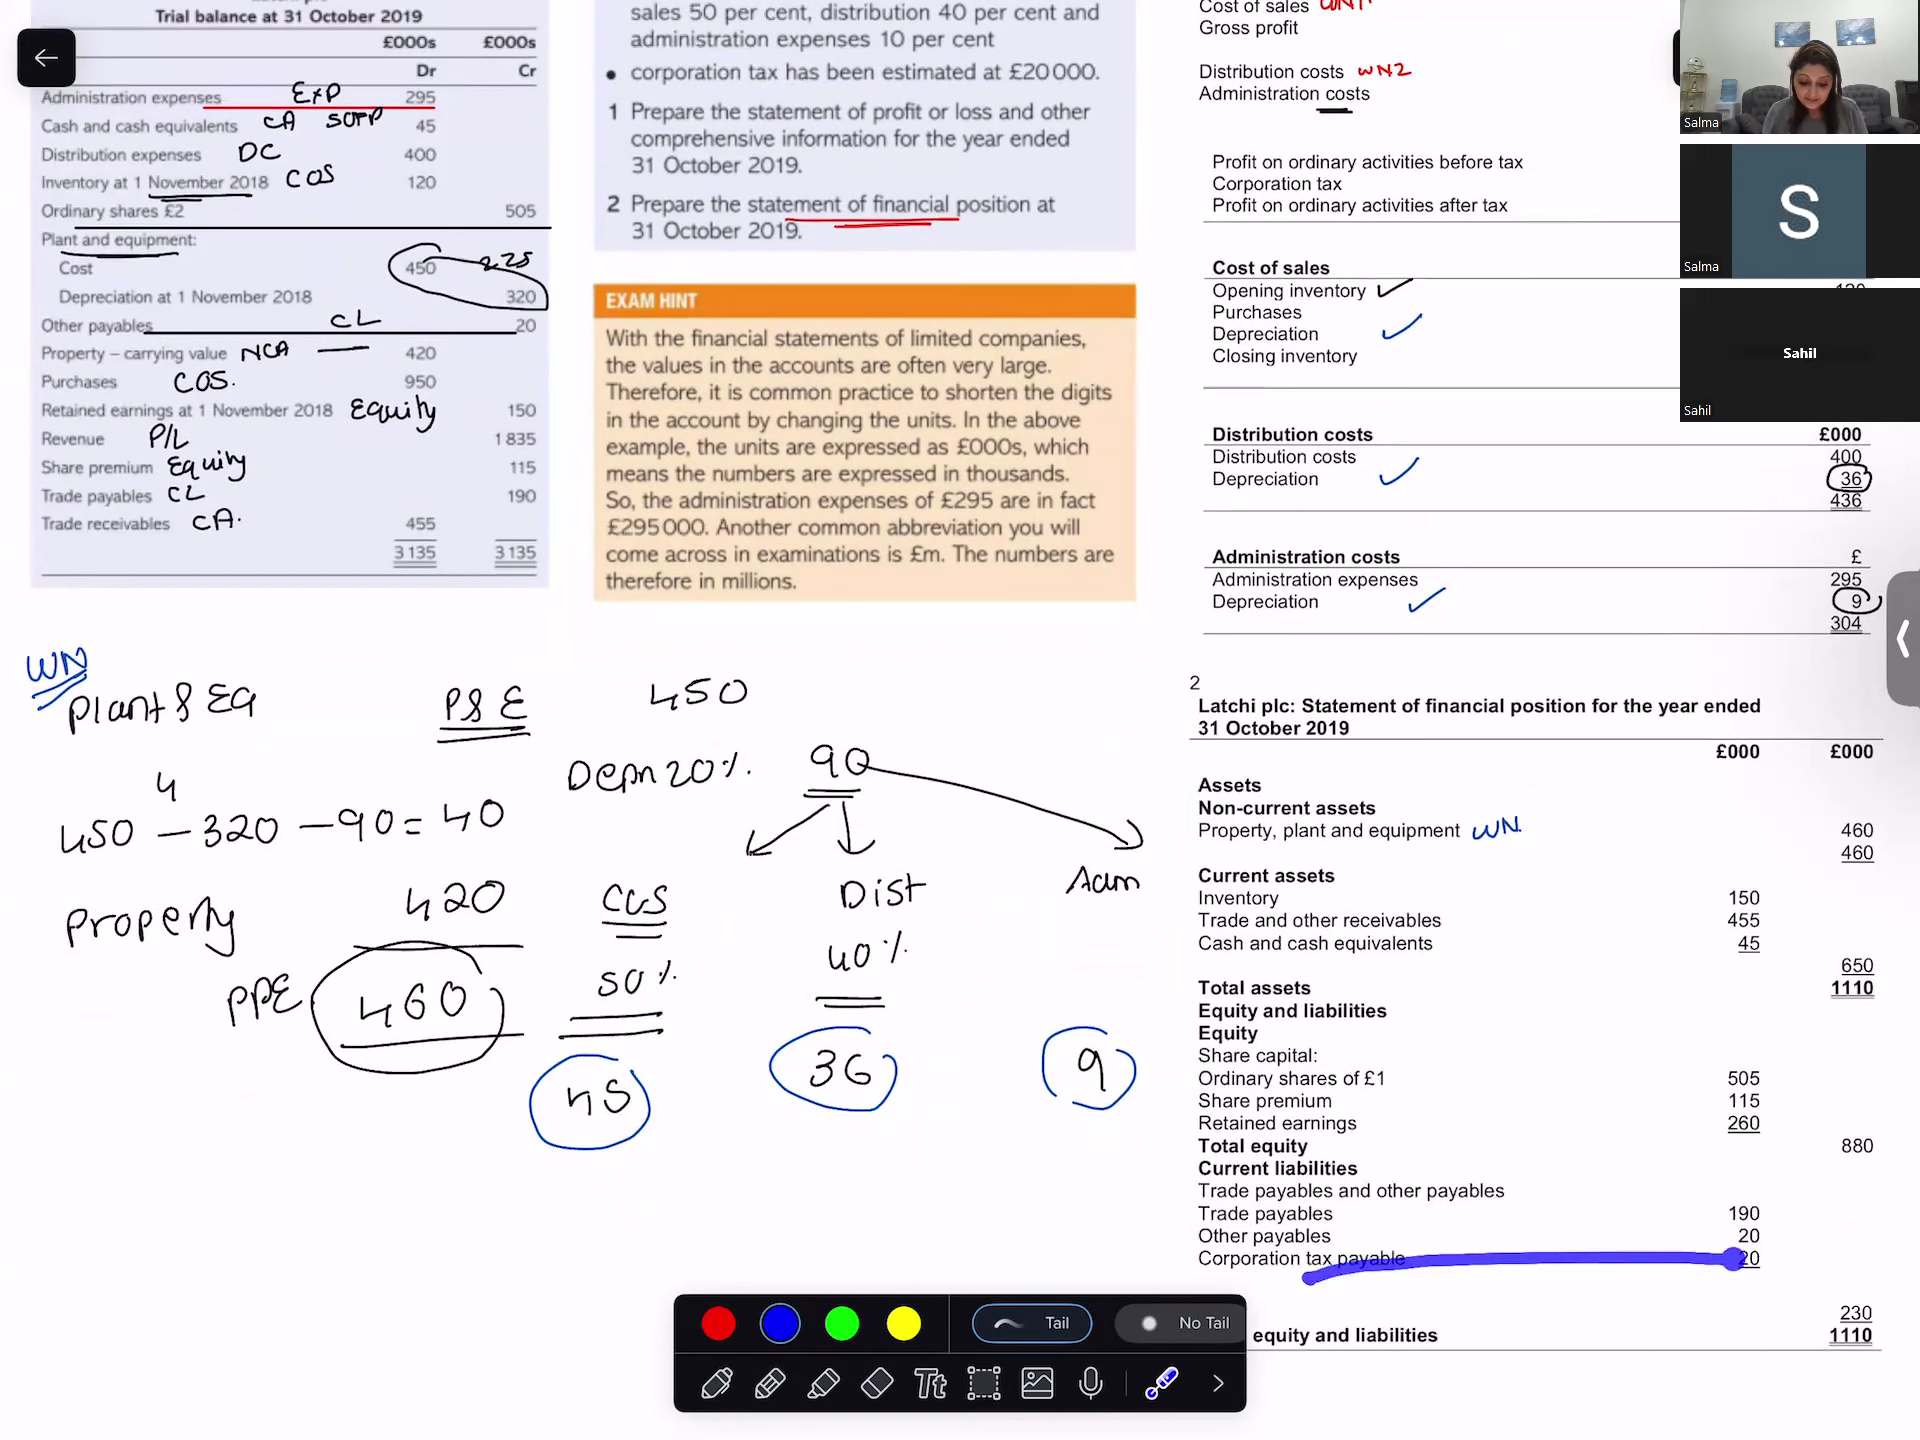 Trial balance at 31 October 2019
£000s £000s
Dr Cr
Administration expenses EXP 295
Cash and cash equivalents CA SOFP 45
Distribution expenses DC 400
Inventory at 1 November 2018 COS 120
Ordinary shares £2 505
Plant and equipment:
Cost 450 225
Depreciation at 1 November 2018 320
Other payables CL 20
Property – carrying value NCA 420
Purchases COS. 950
Retained earnings at 1 November 2018 Equity 150
Revenue P/L 1 835
Share premium Equity 115
Trade payables CL 190
Trade receivables CA. 455
3 135 3 135
sales 50 per cent, distribution 40 per cent and
administration expenses 10 per cent
• corporation tax has been estimated at £20 000.
1 Prepare the statement of profit or loss and other
comprehensive information for the year ended
31 October 2019.
2 Prepare the statement of financial position at
31 October 2019.
EXAM HINT
With the financial statements of limited companies,
the values in the accounts are often very large.
Therefore, it is common practice to shorten the digits
in the account by changing the units. In the above
example, the units are expressed as £000s, which
means the numbers are expressed in thousands.
So, the administration expenses of £295 are in fact
£295 000. Another common abbreviation you will
come across in examinations is £m. The numbers are
therefore in millions.
Cost of sales WN1
Gross profit
Distribution costs WN2
Administration costs
Profit on ordinary activities before tax
Corporation tax
Profit on ordinary activities after tax
Cost of sales
Opening inventory
Purchases
Depreciation
Closing inventory
Distribution costs £000
Distribution costs 400
Depreciation 36
436
Administration costs £
Administration expenses 295
Depreciation 9
304
Salma
S
Salma
Sahil
Sahil
WN
Plant & Eq
P & E
450
Depn 20%. 90
4
450 – 320 – 90 = 40
Property 420
PPE 460
COS Dist Adm
50% 40%
45 36 9
2
Latchi plc: Statement of financial position for the year ended
31 October 2019
£000 £000
Assets
Non-current assets
Property, plant and equipment WN. 460
460
Current assets
Inventory 150
Trade and other receivables 455
Cash and cash equivalents 45
650
Total assets 1110
Equity and liabilities
Equity
Share capital:
Ordinary shares of £1 505
Share premium 115
Retained earnings 260
Total equity 880
Current liabilities
Trade payables and other payables
Trade payables 190
Other payables 20
Corporation tax payable 20
230
equity and liabilities 1110
Tail No Tail
Tt